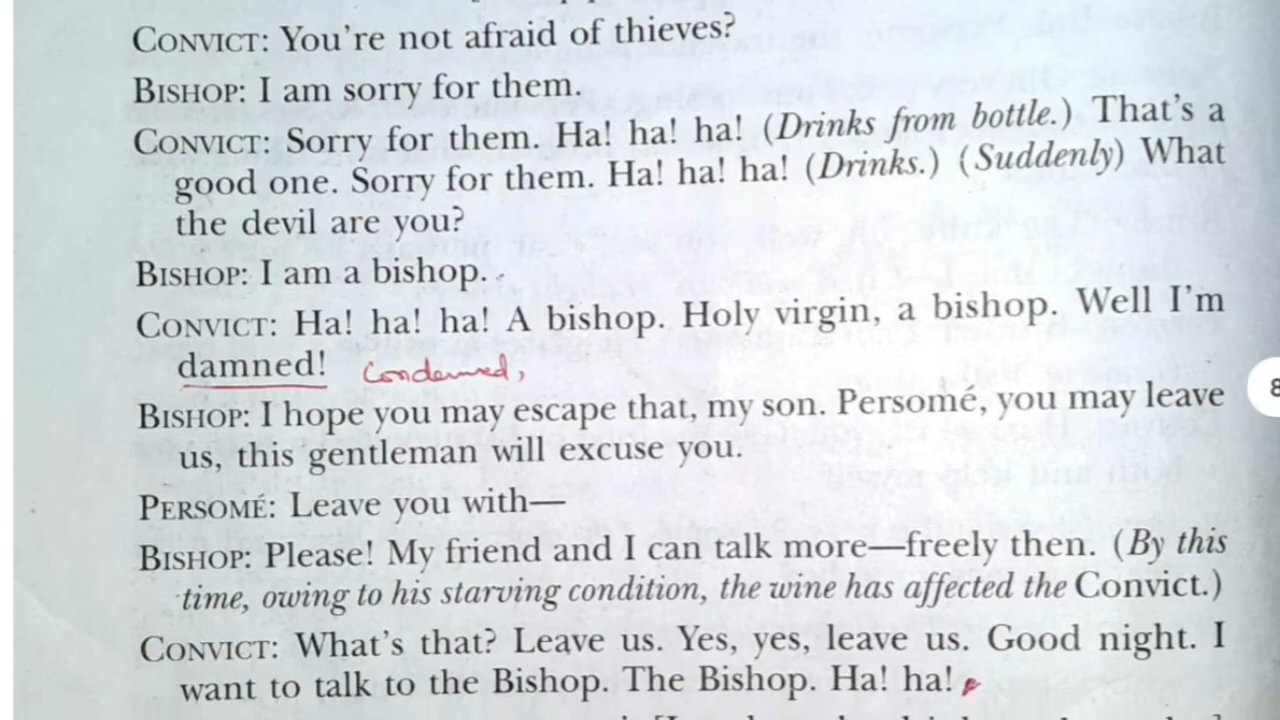 CONVICT: You're not afraid of thieves?
BISHOP: I am sorry for them.
CONVICT: Sorry for them. Ha! ha! ha! (Drinks from bottle.) That's a
good one. Sorry for them. Ha! ha! ha! (Drinks.) (Suddenly) What
the devil are you?
BISHOP: I am a bishop.
CONVICT: Ha! ha! ha! A bishop. Holy virgin, a bishop. Well I'm
damned! Condemned,
BISHOP: I hope you may escape that, my son. Persomé, you may leave
us, this gentleman will excuse you.
PERSOMÉ: Leave you with—
BISHOP: Please! My friend and I can talk more—freely then. (By this
time, owing to his starving condition, the wine has affected the Convict.)
CONVICT: What's that? Leave us. Yes, yes, leave us. Good night. I
want to talk to the Bishop. The Bishop. Ha! ha!
8